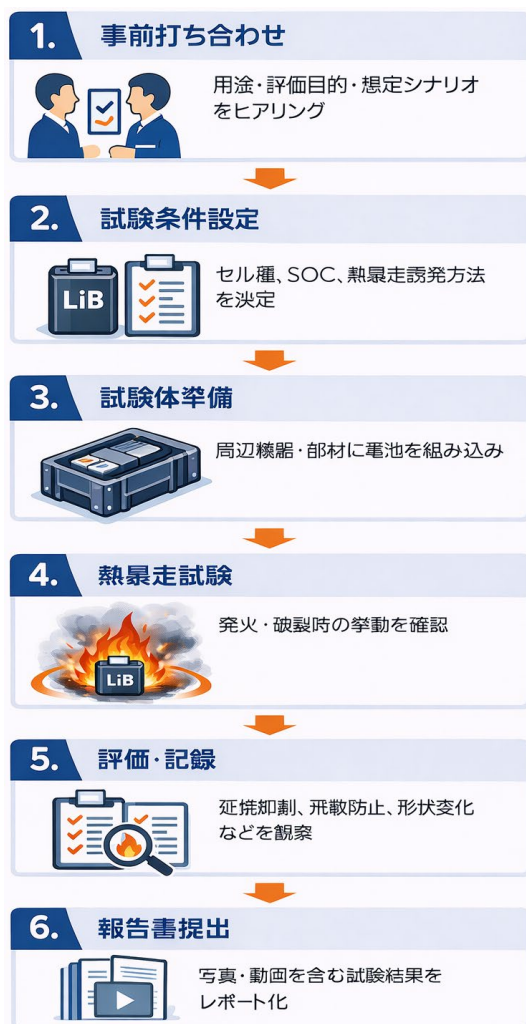 1. 事前打ち合わせ
用途・評価目的・想定シナリオ
をヒアリング
2. 試験条件設定
LiB
セル種、SOC、熱暴走誘発方法
を決定
3. 試験体準備
周辺機器・部材に電池を組み込み
4. 熱暴走試験
LiB
発火・破裂時の挙動を確認
5. 評価・記録
延焼抑制、飛散防止、形状変化
などを観察
6. 報告書提出
写真・動画を含む試験結果を
レポート化